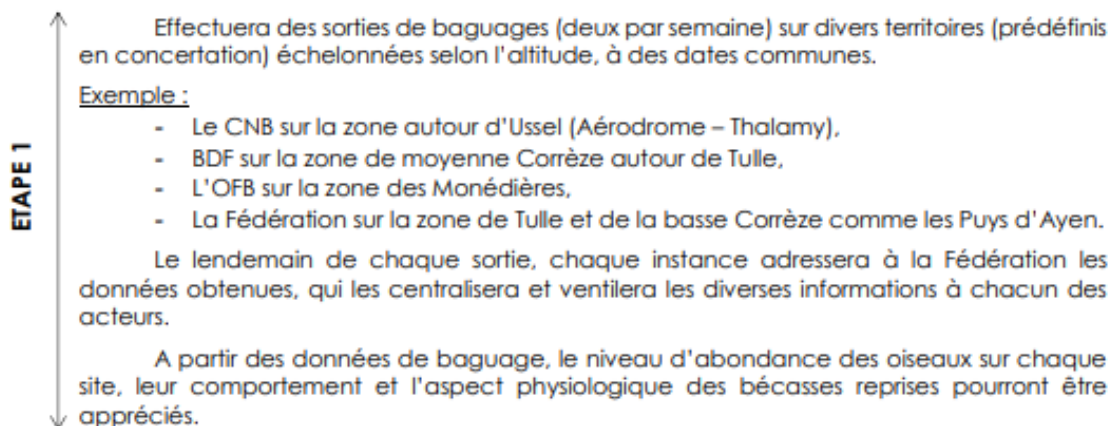 ETAPE 1
Effectuera des sorties de baguages (deux par semaine) sur divers territoires (prédéfinis
en concertation) échelonnées selon l'altitude, à des dates communes.
Exemple :
- Le CNB sur la zone autour d'Ussel (Aérodrome – Thalamy),
- BDF sur la zone de moyenne Corrèze autour de Tulle,
- L'OFB sur la zone des Monédières,
- La Fédération sur la zone de Tulle et de la basse Corrèze comme les Puys d'Ayen.
Le lendemain de chaque sortie, chaque instance adressera à la Fédération les
données obtenues, qui les centralisera et ventilera les diverses informations à chacun des
acteurs.
A partir des données de baguage, le niveau d'abondance des oiseaux sur chaque
site, leur comportement et l'aspect physiologique des bécasses reprises pourront être
appréciés.